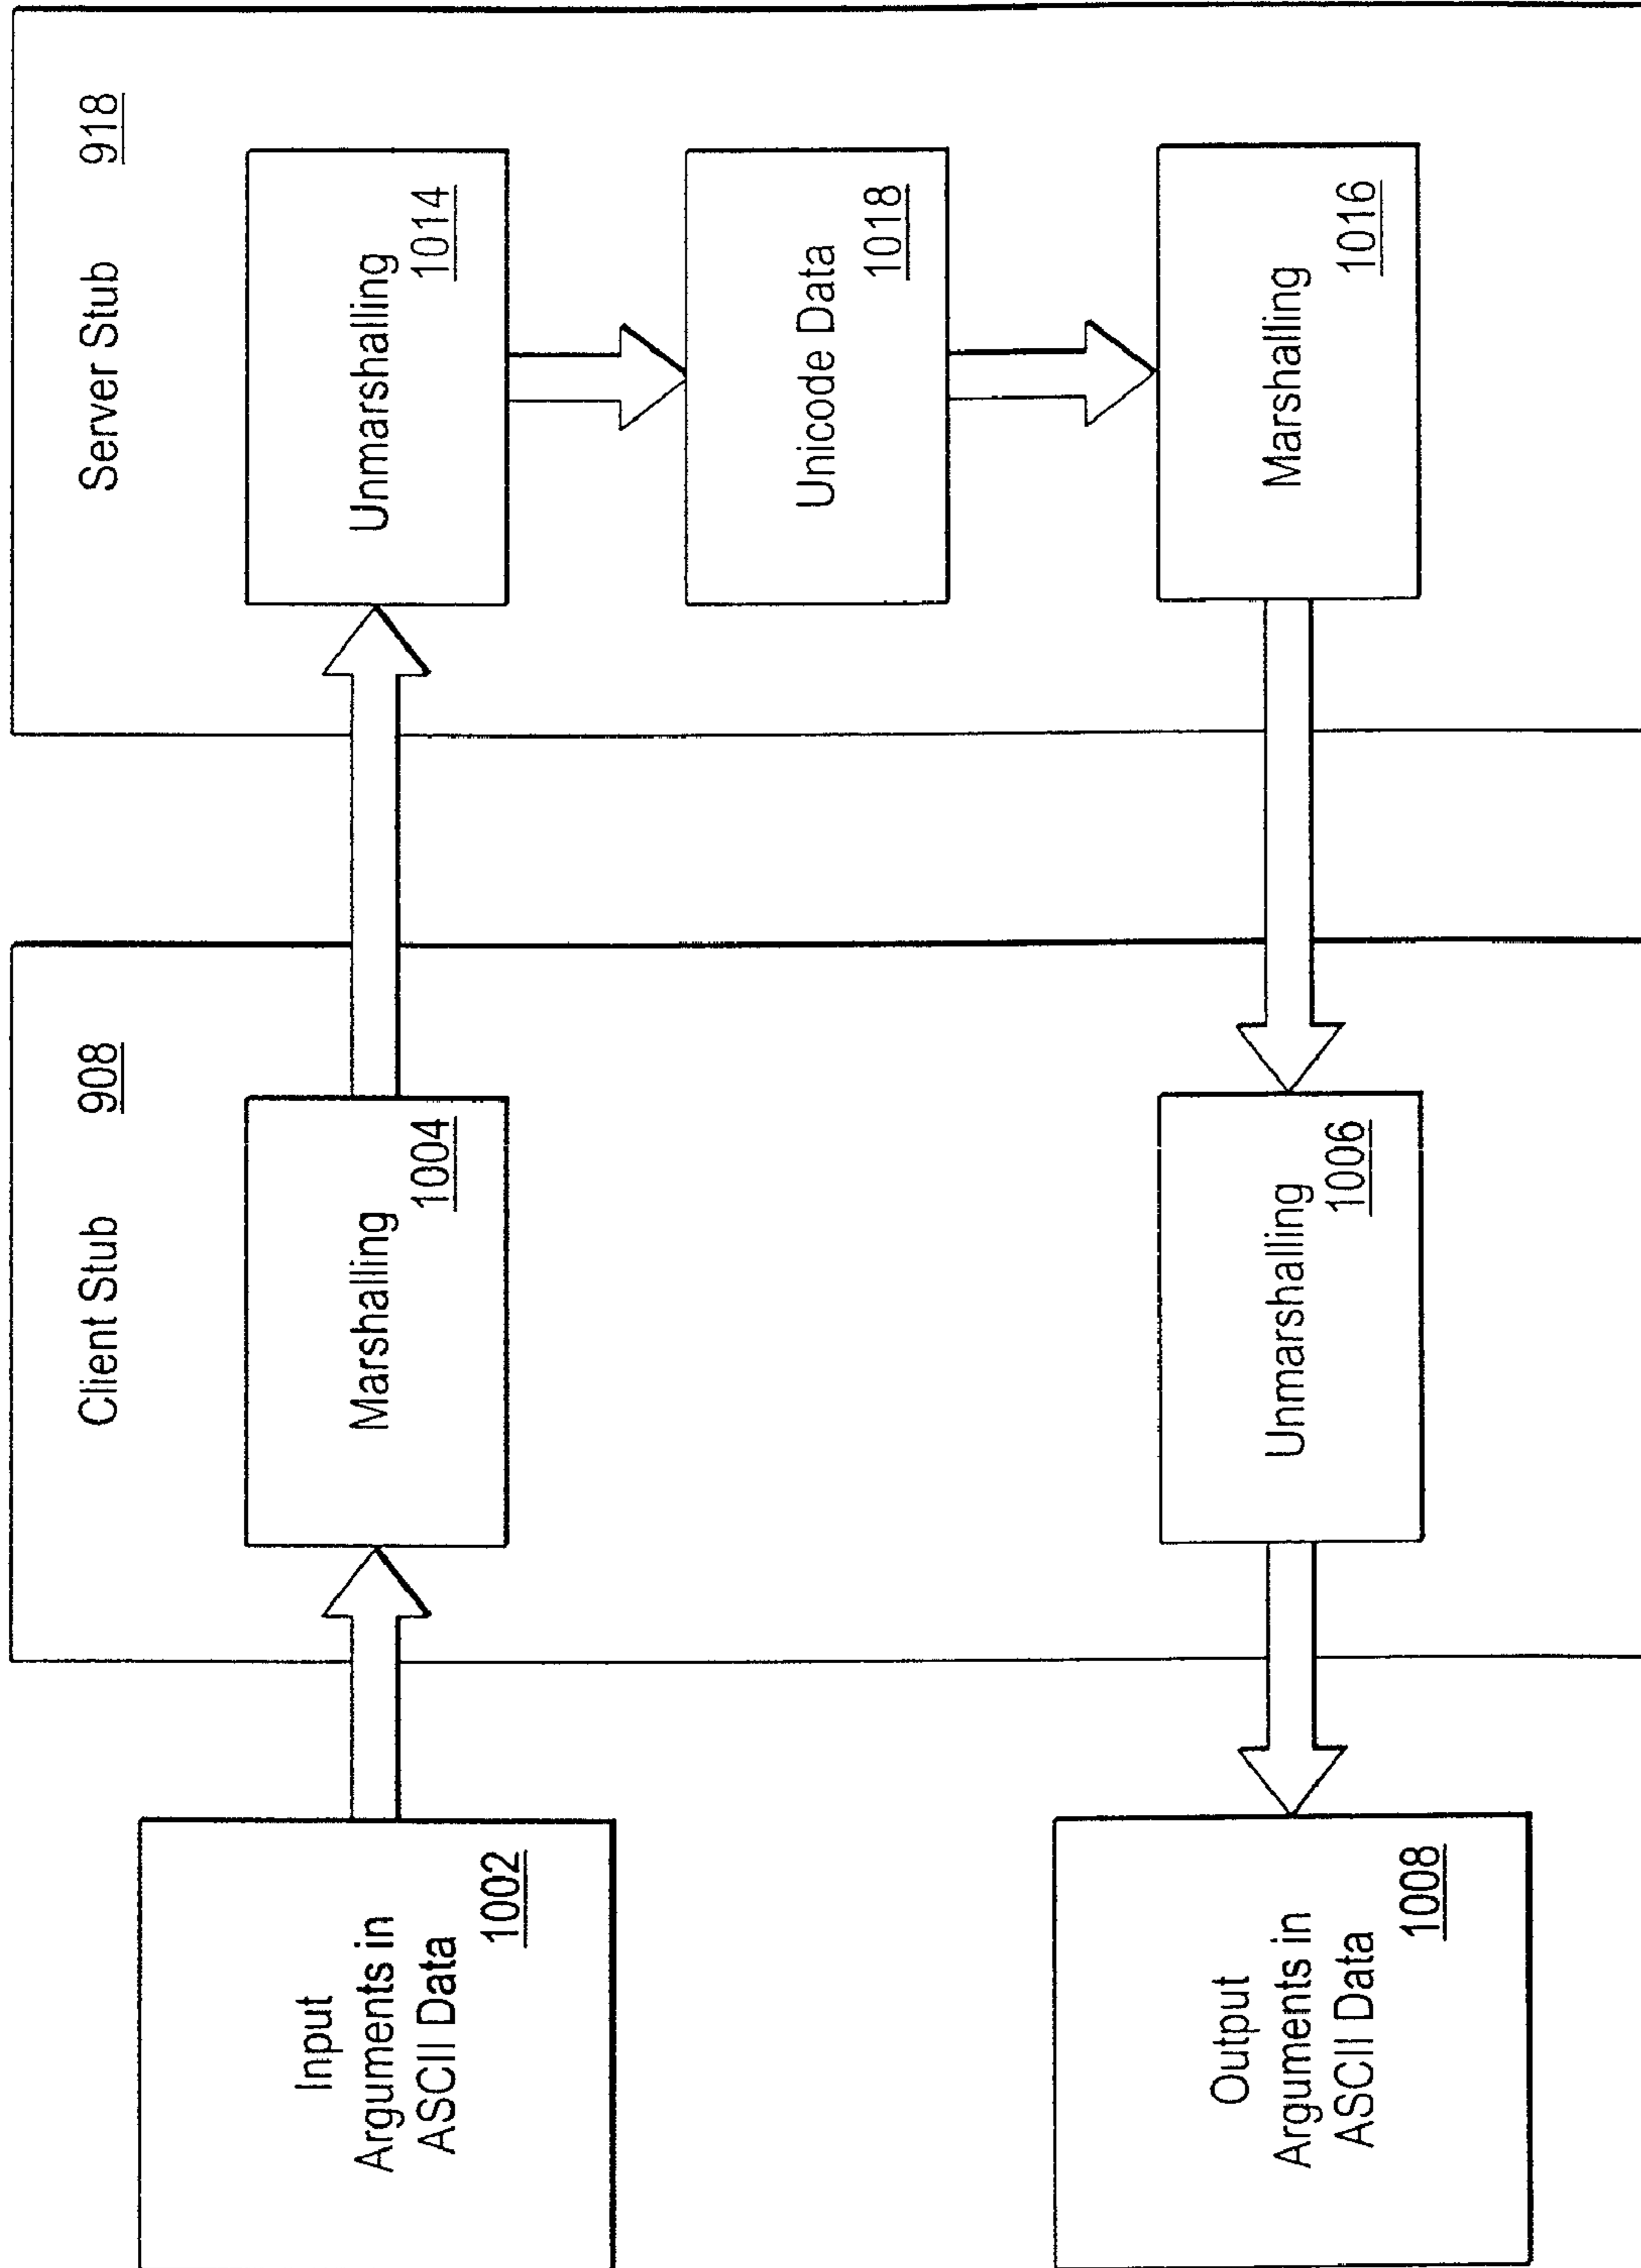 Client Stub 908
Server Stub 918
Input
Arguments in
ASCII Data
1002
Marshalling
1004
Unmarshalling
1014
Unicode Data
1018
Output
Arguments in
ASCII Data
1008
Unmarshalling
1006
Marshalling
1016